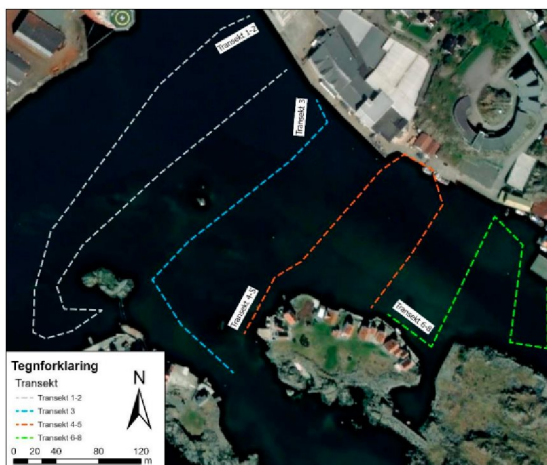 Transekt 1-2
Transekt 3
Transekt 4-5
Transekt 6-8
Tegnforklaring
Transekt
Transekt 1-2
Transekt 3
Transekt 4-5
Transekt 6-8
N
0 20 40 80 120
m